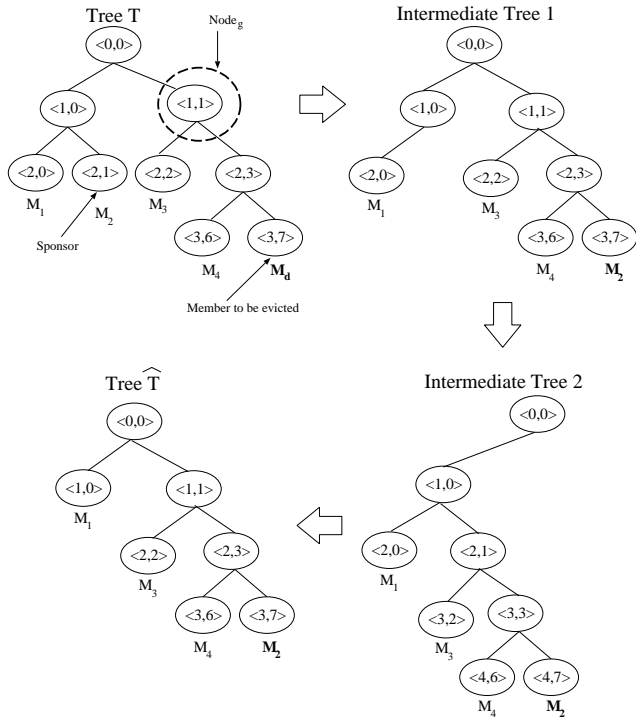 Tree T
Node_g
Intermediate Tree 1
<0,0>
<0,0>
<1,0>
<1,1>
<1,0>
<1,1>
<2,0>
<2,1>
<2,2>
<2,3>
<2,0>
<2,2>
<2,3>
M_1
M_2
M_3
M_1
M_3
<3,6>
<3,7>
<3,6>
<3,7>
Sponsor
M_4
M_d
M_4
M_2
Member to be evicted
Tree T̂
Intermediate Tree 2
<0,0>
<0,0>
<1,0>
<1,1>
<1,0>
M_1
<2,2>
<2,3>
<2,0>
<2,1>
M_3
M_1
<3,6>
<3,7>
<3,2>
<3,3>
M_4
M_2
M_3
<4,6>
<4,7>
M_4
M_2